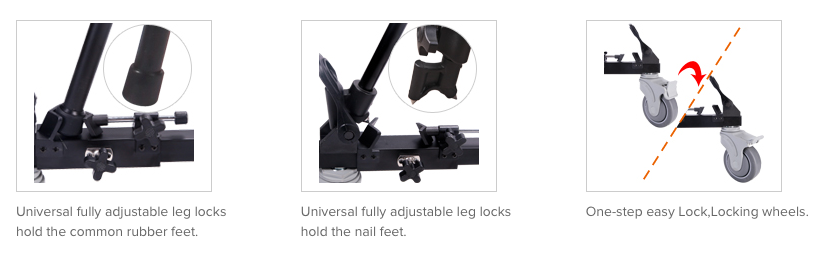 Universal fully adjustable leg locks
hold the common rubber feet.
Universal fully adjustable leg locks
hold the nail feet.
One-step easy Lock,Locking wheels.